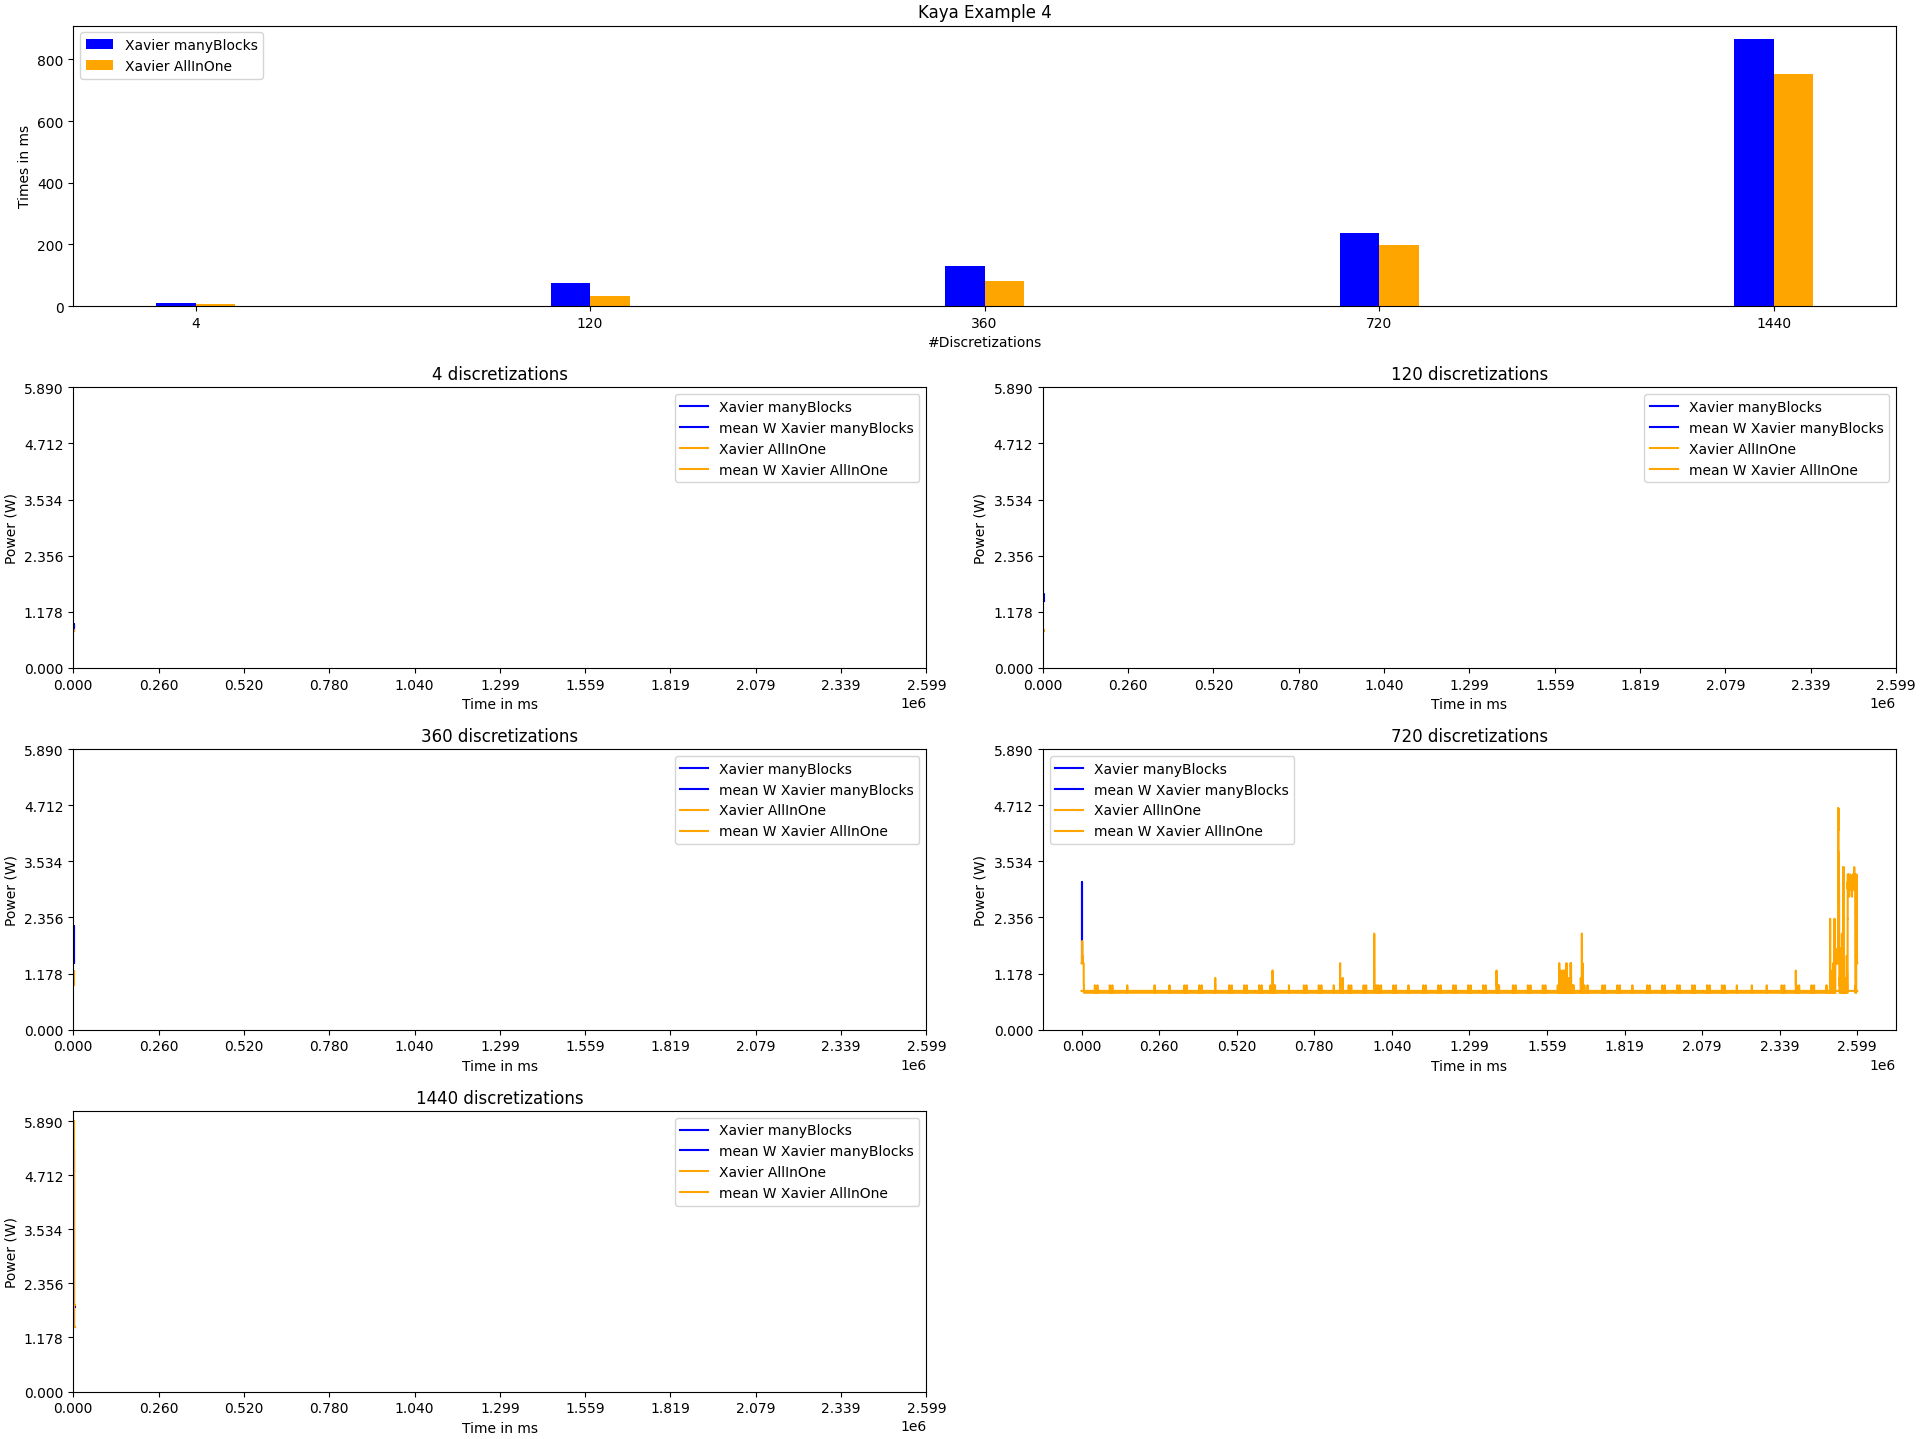 Kaya Example 4
Xavier manyBlocks
Xavier AllInOne
Times in ms
800
600
400
200
0
4 120 360 720 1440
#Discretizations
4 discretizations
Xavier manyBlocks
mean W Xavier manyBlocks
Xavier AllInOne
mean W Xavier AllInOne
Power (W)
5.890
4.712
3.534
2.356
1.178
0.000
0.000 0.260 0.520 0.780 1.040 1.299 1.559 1.819 2.079 2.339 2.599
Time in ms
1e6
120 discretizations
Xavier manyBlocks
mean W Xavier manyBlocks
Xavier AllInOne
mean W Xavier AllInOne
Power (W)
5.890
4.712
3.534
2.356
1.178
0.000
0.000 0.260 0.520 0.780 1.040 1.299 1.559 1.819 2.079 2.339 2.599
Time in ms
1e6
360 discretizations
Xavier manyBlocks
mean W Xavier manyBlocks
Xavier AllInOne
mean W Xavier AllInOne
Power (W)
5.890
4.712
3.534
2.356
1.178
0.000
0.000 0.260 0.520 0.780 1.040 1.299 1.559 1.819 2.079 2.339 2.599
Time in ms
1e6
720 discretizations
Xavier manyBlocks
mean W Xavier manyBlocks
Xavier AllInOne
mean W Xavier AllInOne
Power (W)
5.890
4.712
3.534
2.356
1.178
0.000
0.000 0.260 0.520 0.780 1.040 1.299 1.559 1.819 2.079 2.339 2.599
Time in ms
1e6
1440 discretizations
Xavier manyBlocks
mean W Xavier manyBlocks
Xavier AllInOne
mean W Xavier AllInOne
Power (W)
5.890
4.712
3.534
2.356
1.178
0.000
0.000 0.260 0.520 0.780 1.040 1.299 1.559 1.819 2.079 2.339 2.599
Time in ms
1e6